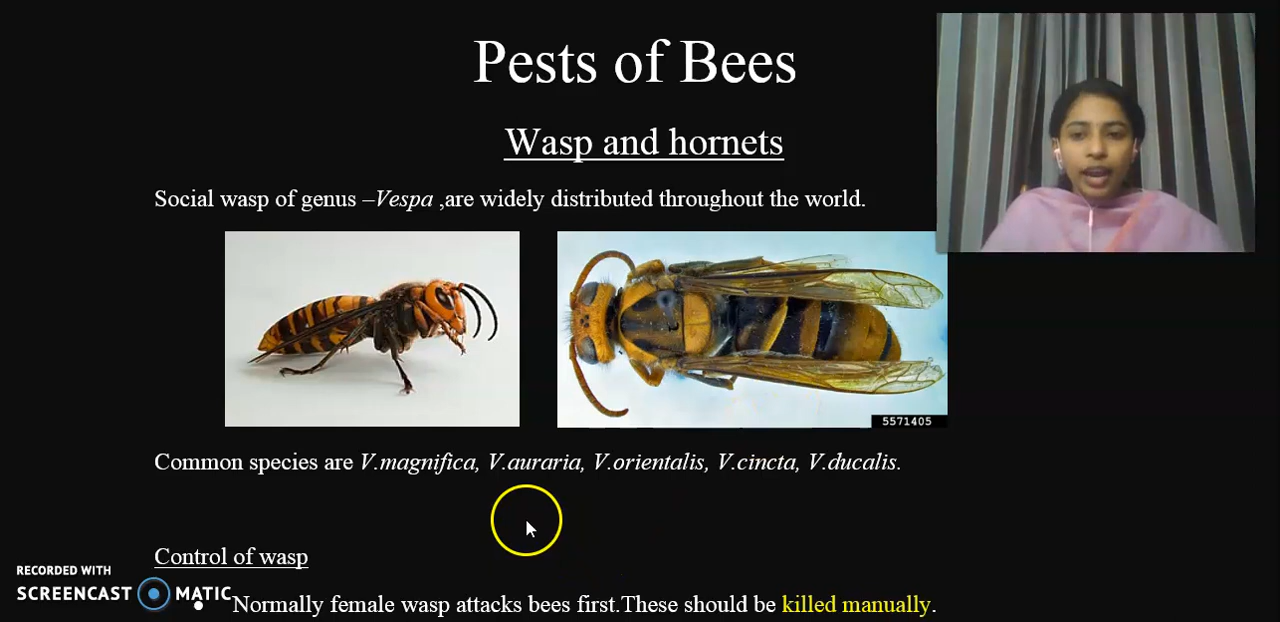 Pests of Bees
Wasp and hornets
Social wasp of genus –Vespa ,are widely distributed throughout the world.
5571405
Common species are V.magnifica, V.auraria, V.orientalis, V.cincta, V.ducalis.
Control of wasp
RECORDED WITH
SCREENCAST MATIC
• Normally female wasp attacks bees first.These should be killed manually.